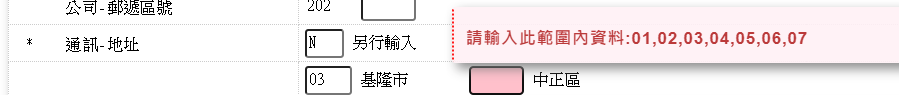 公司-郵遞區號 202
* 通訊-地址 N 另行輸入
請輸入此範圍內資料:01,02,03,04,05,06,07
03 基隆市 中正區